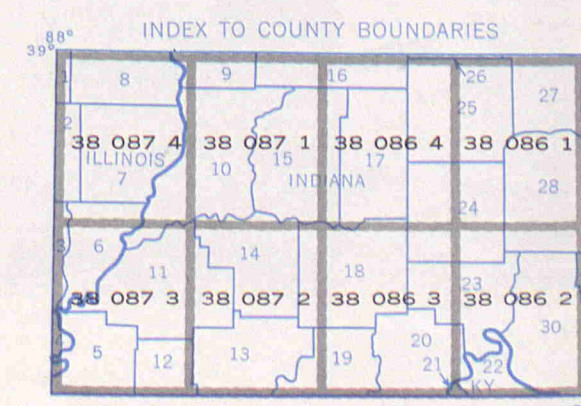 INDEX TO COUNTY BOUNDARIES
88°
39°
1 8 9 16 26
25 27
2
38 087 4 38 087 1 38 086 4 38 086 1
ILLINOIS 15 17
7 10 INDIANA 28
24
3 6 14
11 18 23
38 087 3 38 087 2 38 086 3 38 086 2
30
5 12 13 19 20
21 22
KY